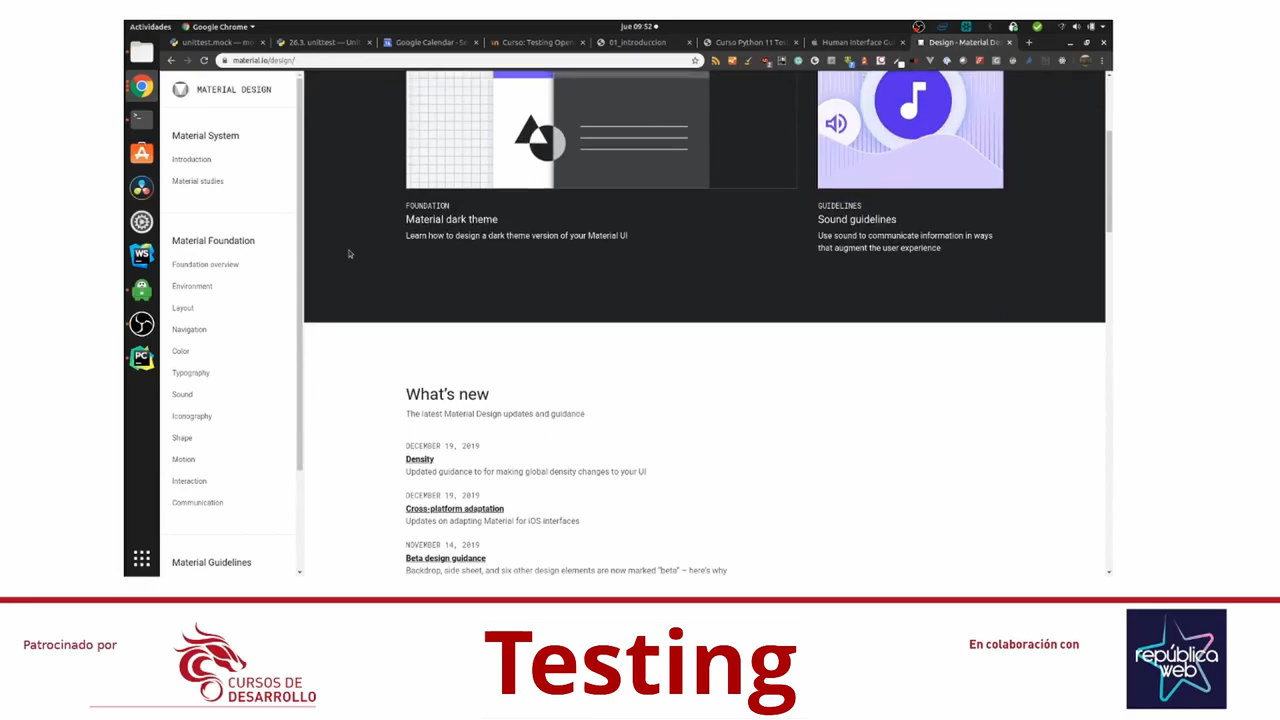 Actividades
Google Chrome
jue 09:52
unittest.mock — m
26.3. unittest — Uni
Google Calendar - S
Curso: Testing Open
01_introduccion
Curso Python 11 Tes
Human Interface Gui
Design - Material De
material.io/design/
MATERIAL DESIGN
Material System
Introduction
Material studies
Material Foundation
Foundation overview
Environment
Layout
Navigation
Color
Typography
Sound
Iconography
Shape
Motion
Interaction
Communication
Material Guidelines
FOUNDATION
Material dark theme
Learn how to design a dark theme version of your Material UI
GUIDELINES
Sound guidelines
Use sound to communicate information in ways
that augment the user experience
What's new
The latest Material Design updates and guidance
DECEMBER 19, 2019
Density
Updated guidance to for making global density changes to your UI
DECEMBER 19, 2019
Cross-platform adaptation
Updates on adapting Material for iOS interfaces
NOVEMBER 14, 2019
Beta design guidance
Backdrop, side sheet, and six other design elements are now marked "beta" – here's why
WS
PC
Patrocinado por
CURSOS DE
DESARROLLO
Testing
En colaboración con
república
web